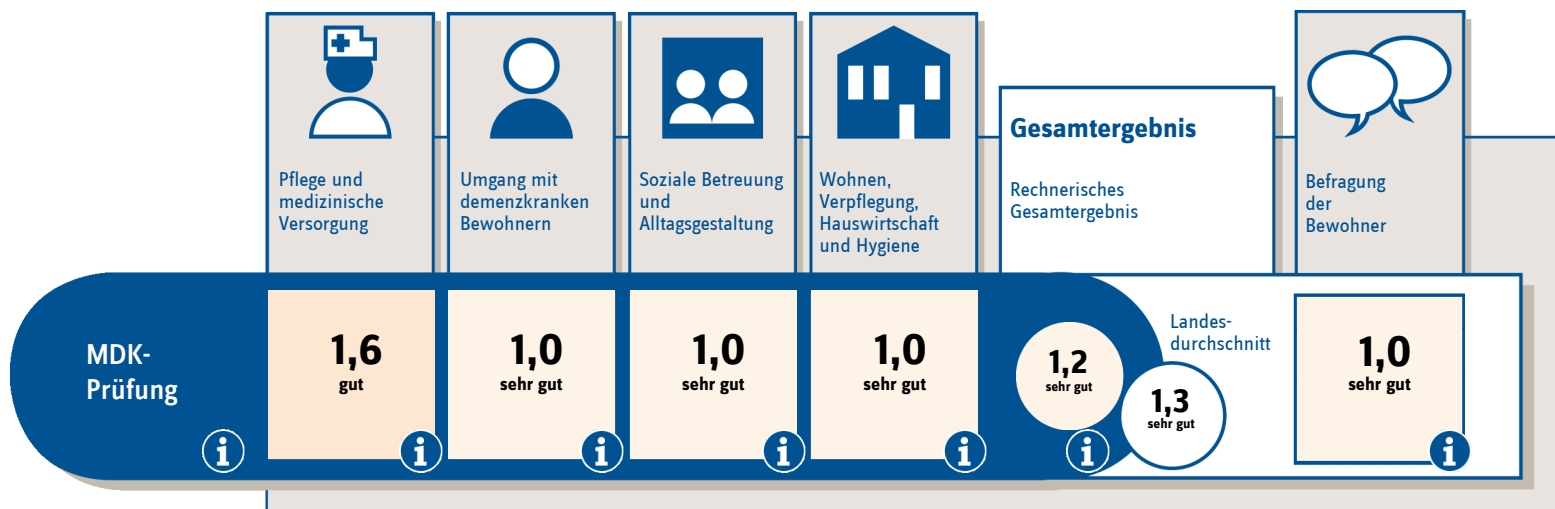 Pflege und
medizinische
Versorgung
Umgang mit
demenzkranken
Bewohnern
Soziale Betreuung
und
Alltagsgestaltung
Wohnen,
Verpflegung,
Hauswirtschaft
und Hygiene
Gesamtergebnis
Rechnerisches
Gesamtergebnis
Befragung
der
Bewohner
MDK-
Prüfung
i
1,6
gut
i
1,0
sehr gut
i
1,0
sehr gut
i
1,0
sehr gut
i
1,2
sehr gut
i
Landes-
durchschnitt
1,3
sehr gut
1,0
sehr gut
i